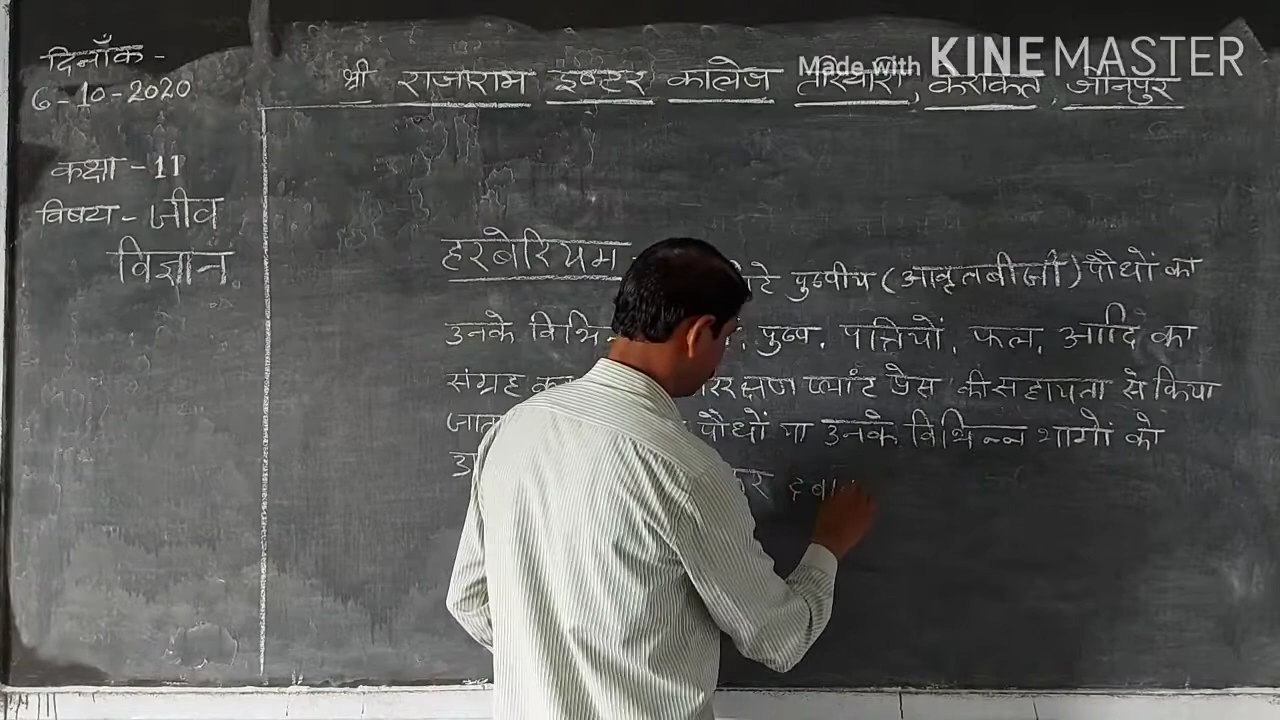 दिनाँक -
6-10-2020
Made with KINEMASTER
श्री राजाराम इण्टर कालेज तरियारी, केराकत, जौनपुर
कक्षा - 11
विषय - जीव
विज्ञान
हरबेरियम
पुष्पीय (आवृतबीजी) पौधों का
उनके पुष्प, पत्तियों, फल, आदि का
संग्रह प्लांट प्रेस की सहायता से किया
पौधों या उनके विभिन्न भागों को